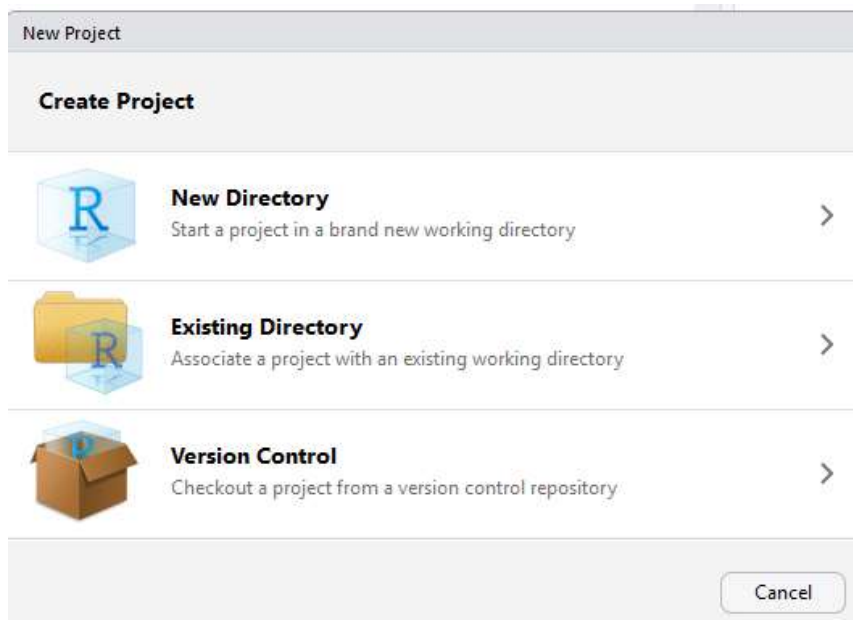 New Project
Create Project
R
New Directory
Start a project in a brand new working directory
R
Existing Directory
Associate a project with an existing working directory
Version Control
Checkout a project from a version control repository
Cancel